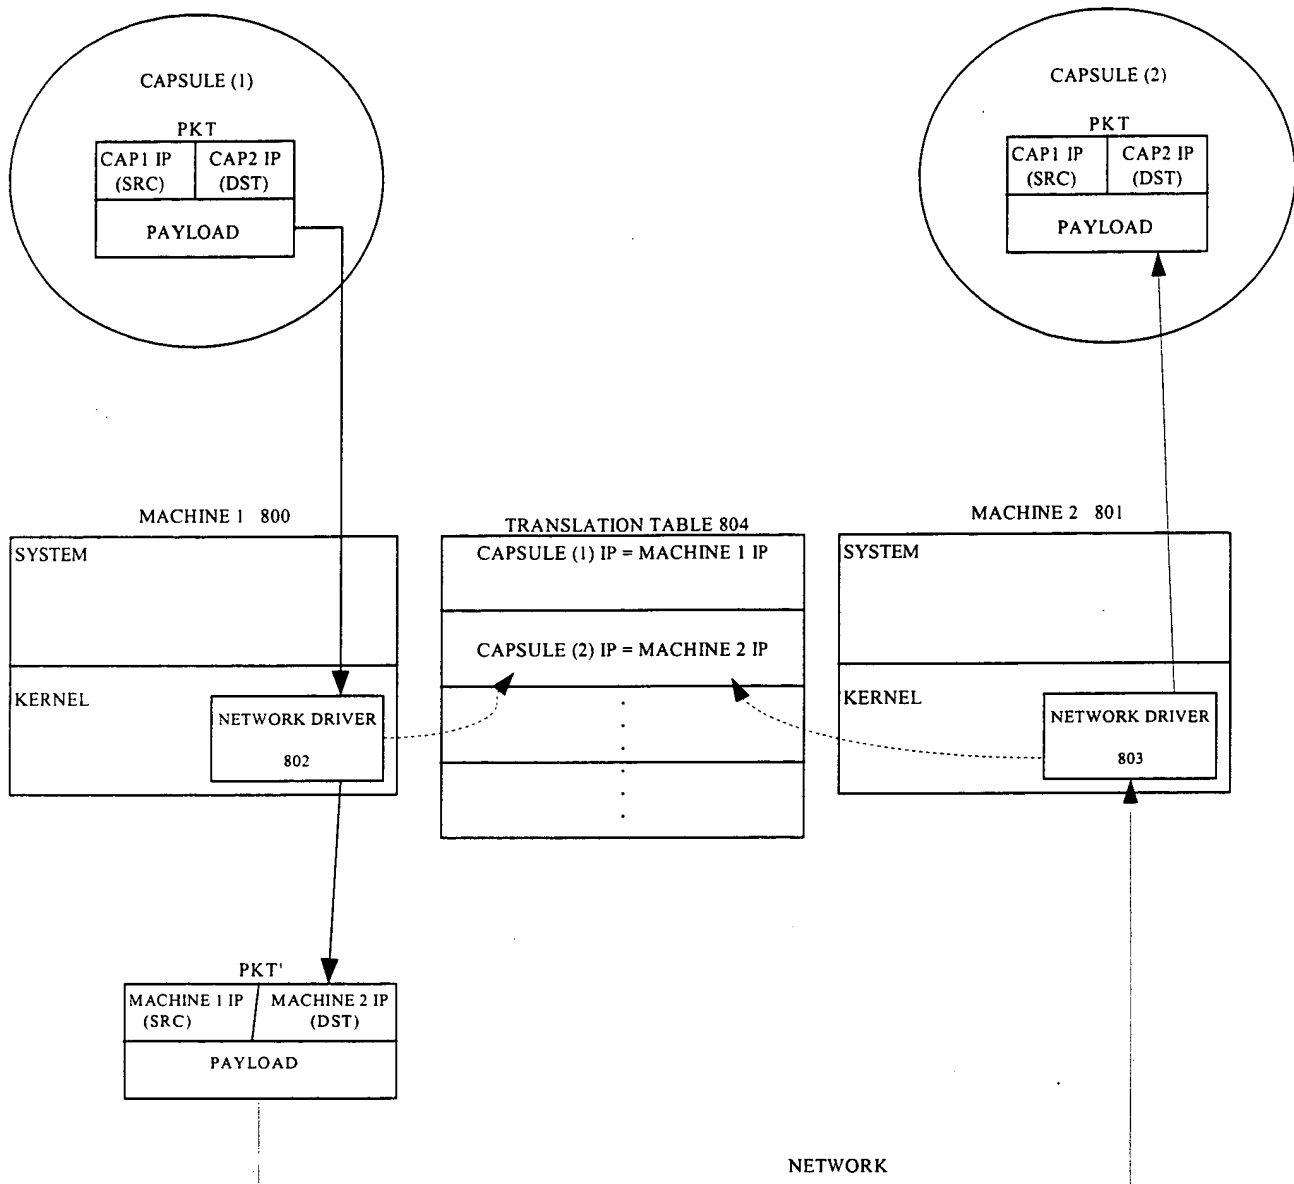 CAPSULE (1)
PKT
CAP1 IP
(SRC)
CAP2 IP
(DST)
PAYLOAD
CAPSULE (2)
PKT
CAP1 IP
(SRC)
CAP2 IP
(DST)
PAYLOAD
MACHINE 1 800
SYSTEM
KERNEL
NETWORK DRIVER
802
TRANSLATION TABLE 804
CAPSULE (1) IP = MACHINE 1 IP
CAPSULE (2) IP = MACHINE 2 IP
MACHINE 2 801
SYSTEM
KERNEL
NETWORK DRIVER
803
PKT'
MACHINE 1 IP
(SRC)
MACHINE 2 IP
(DST)
PAYLOAD
NETWORK